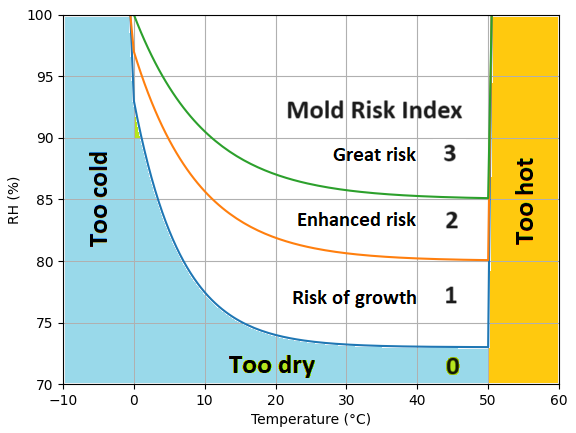 100
95
90
85
80
75
70
RH (%)
Too cold
Mold Risk Index
Great risk 3
Enhanced risk 2
Risk of growth 1
Too dry 0
Too hot
−10 0 10 20 30 40 50 60
Temperature (°C)